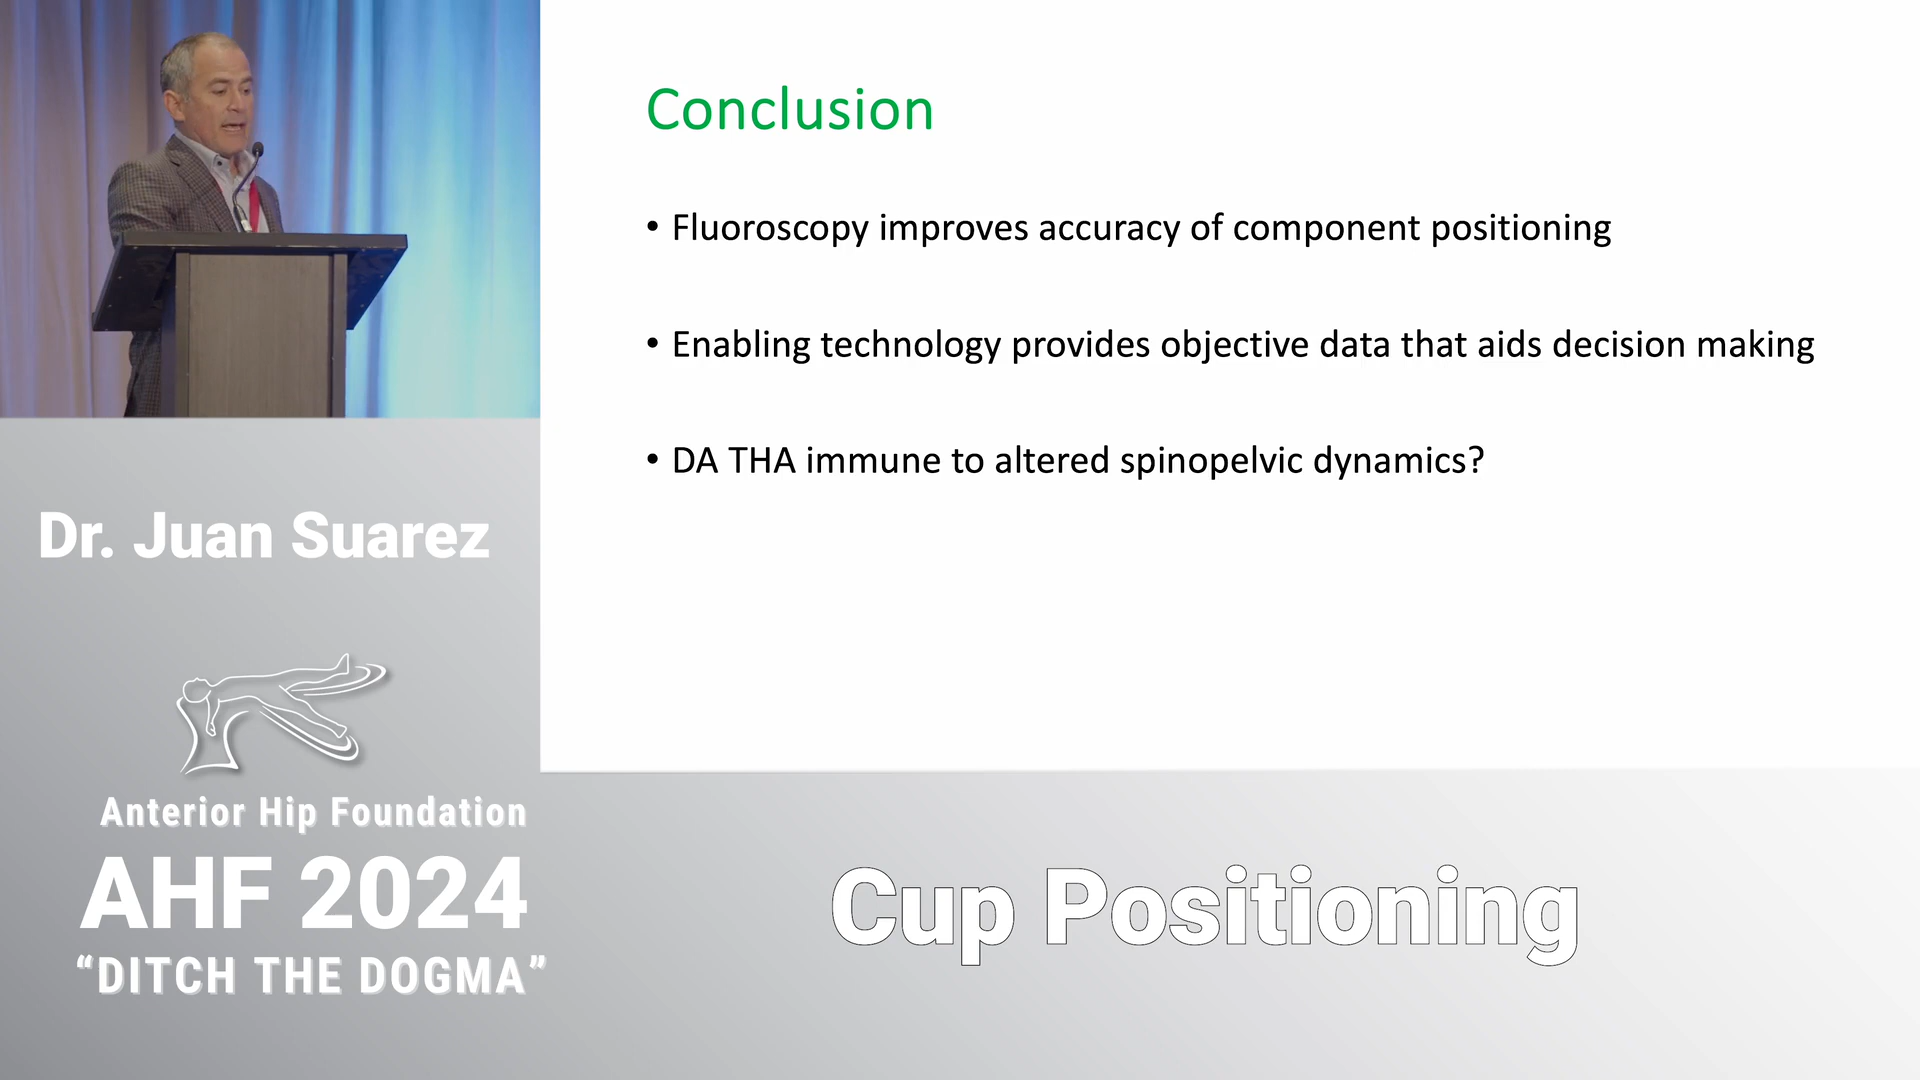 Conclusion
• Fluoroscopy improves accuracy of component positioning
• Enabling technology provides objective data that aids decision making
• DA THA immune to altered spinopelvic dynamics?
Dr. Juan Suarez
Anterior Hip Foundation
AHF 2024
“DITCH THE DOGMA”
Cup Positioning